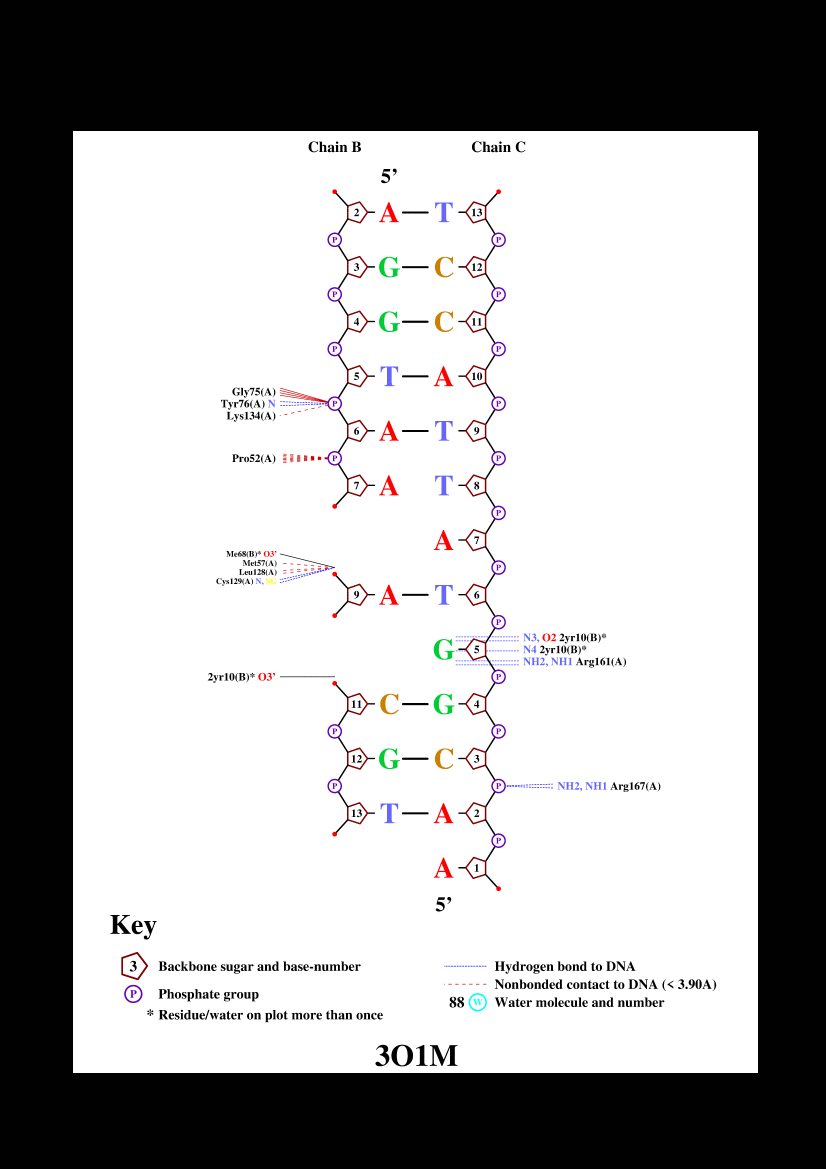 Chain B Chain C
5’
2 A T 13
P P
3 G C 12
P P
4 G C 11
P P
5 T A 10
Gly75(A)
Tyr76(A) N P P
Lys134(A)
6 A T 9
Pro52(A) P P
7 A T 8
P
A 7
Me68(B)* O3’
Met57(A) P
Leu128(A)
Cys129(A) N, SG
9 A T 6
P
N3, O2 2yr10(B)*
G 5 N4 2yr10(B)*
NH2, NH1 Arg161(A)
2yr10(B)* O3’ P
11 C G 4
P P
12 G C 3
P P NH2, NH1 Arg167(A)
13 T A 2
P
A 1
5’
Key
3 Backbone sugar and base-number Hydrogen bond to DNA
Nonbonded contact to DNA (< 3.90A)
P Phosphate group 88 W Water molecule and number
* Residue/water on plot more than once
3O1M